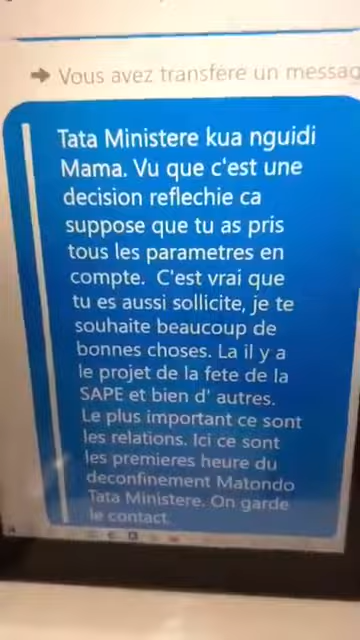 ➜ Vous avez transféré un messag
Tata Ministere kua nguidi
Mama. Vu que c'est une
decision reflechie ca
suppose que tu as pris
tous les parametres en
compte. C'est vrai que
tu es aussi sollicite, je te
souhaite beaucoup de
bonnes choses. La il y a
le projet de la fete de la
SAPE et bien d' autres.
Le plus important ce sont
les relations. Ici ce sont
les premieres heure du
deconfinement Matondo
Tata Ministere. On garde
le contact.